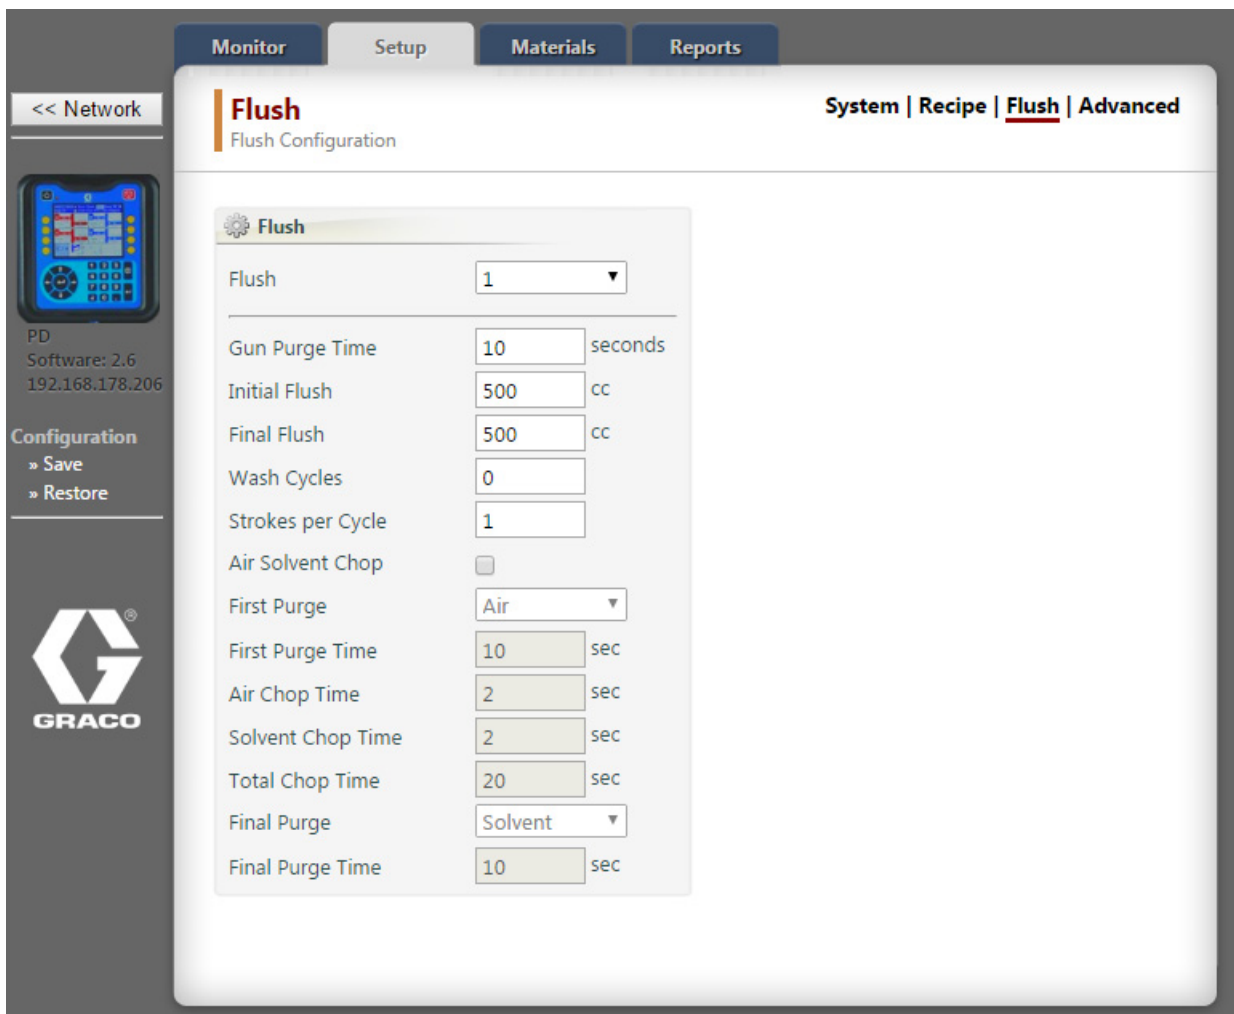 Monitor Setup Materials Reports
<< Network
Flush
Flush Configuration
System | Recipe | Flush | Advanced
PD
Software: 2.6
192.168.178.206
Configuration
» Save
» Restore
GRACO
®
Flush
Flush 1
Gun Purge Time 10 seconds
Initial Flush 500 cc
Final Flush 500 cc
Wash Cycles 0
Strokes per Cycle 1
Air Solvent Chop
First Purge Air
First Purge Time 10 sec
Air Chop Time 2 sec
Solvent Chop Time 2 sec
Total Chop Time 20 sec
Final Purge Solvent
Final Purge Time 10 sec